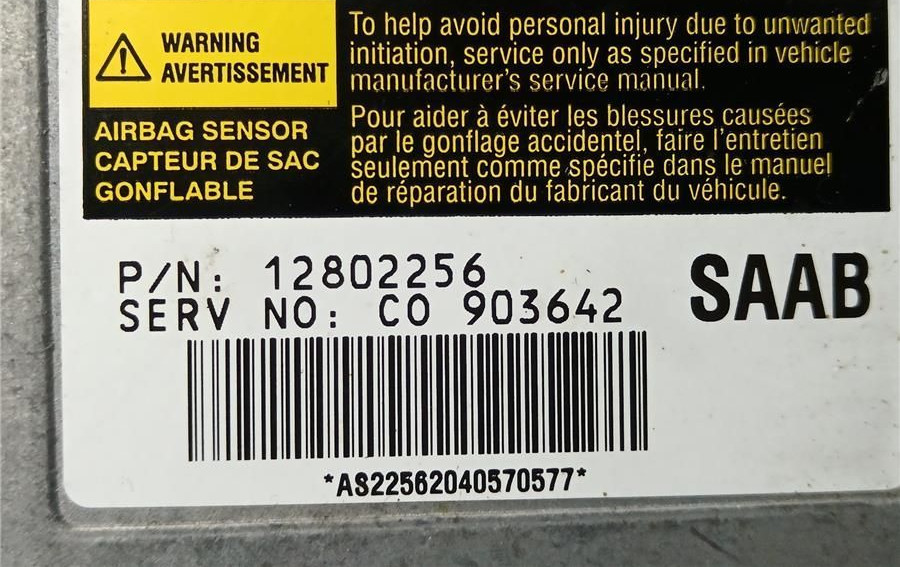 WARNING
AVERTISSEMENT
AIRBAG SENSOR
CAPTEUR DE SAC
GONFLABLE
To help avoid personal injury due to unwanted
initiation, service only as specified in vehicle
manufacturer's service manual.
Pour aider à éviter les blessures causées
par le gonflage accidentel, faire l'entretien
seulement comme spécifie dans le manuel
de réparation du fabricant du véhicule.
P/N: 12802256
SERV NO: CO 903642
SAAB
*AS22562040570577*